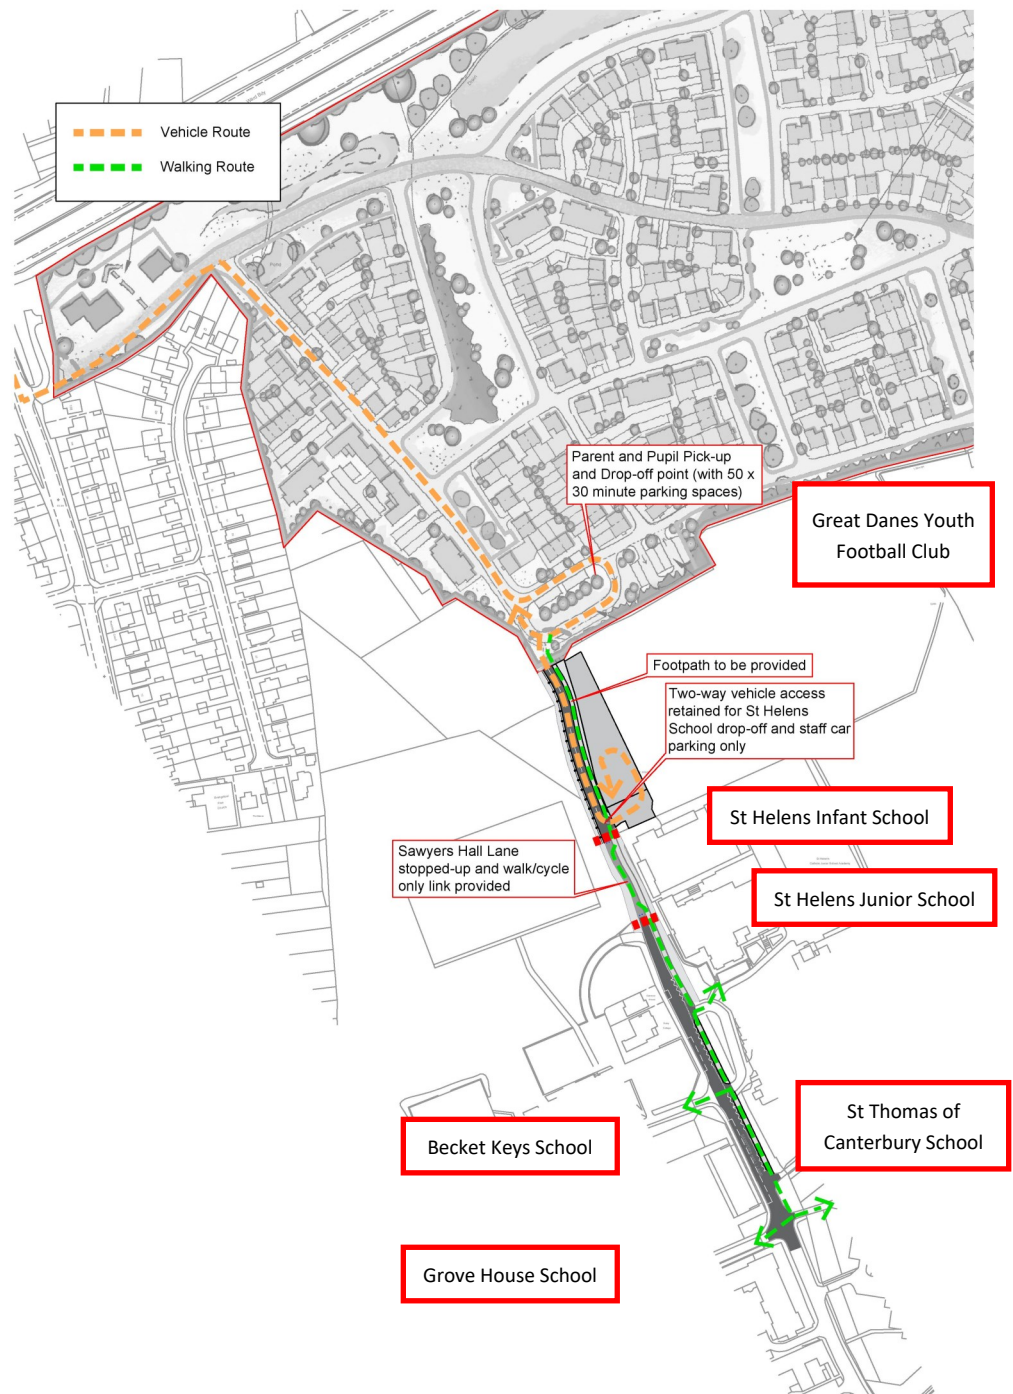 Vehicle Route
Walking Route
Parent and Pupil Pick-up
and Drop-off point (with 50 x
30 minute parking spaces)
Great Danes Youth
Football Club
Footpath to be provided
Two-way vehicle access
retained for St Helens
School drop-off and staff car
parking only
St Helens Infant School
Sawyers Hall Lane
stopped-up and walk/cycle
only link provided
St Helens Junior School
St Thomas of
Canterbury School
Becket Keys School
Grove House School